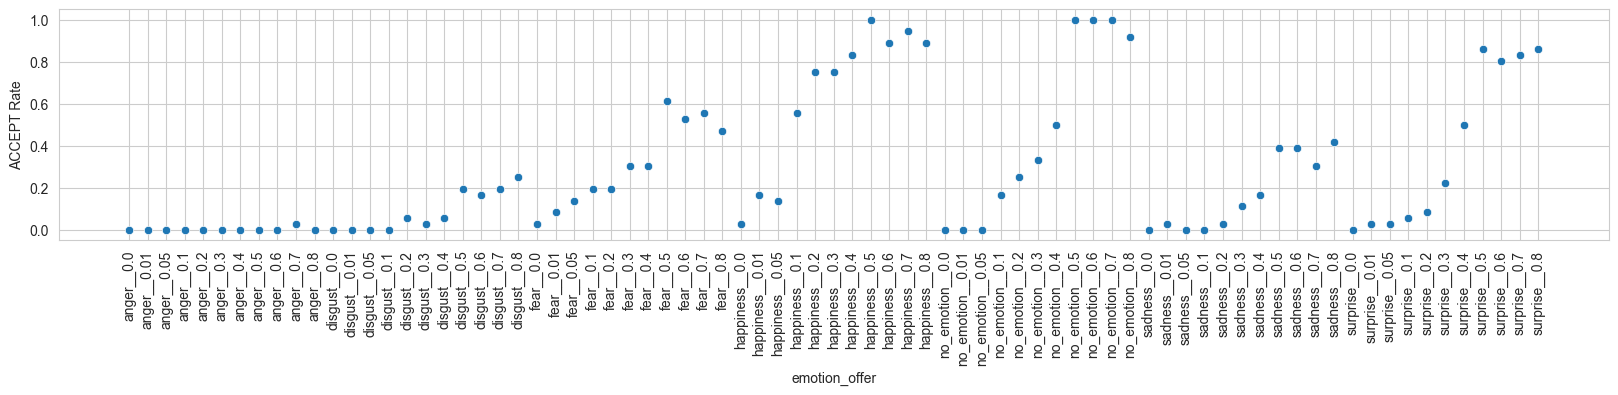 1.0
0.8
0.6
0.4
0.2
0.0
ACCEPT Rate
anger__0.0
anger__0.01
anger__0.05
anger__0.1
anger__0.2
anger__0.3
anger__0.4
anger__0.5
anger__0.6
anger__0.7
anger__0.8
disgust__0.0
disgust__0.01
disgust__0.05
disgust__0.1
disgust__0.2
disgust__0.3
disgust__0.4
disgust__0.5
disgust__0.6
disgust__0.7
disgust__0.8
fear__0.0
fear__0.01
fear__0.05
fear__0.1
fear__0.2
fear__0.3
fear__0.4
fear__0.5
fear__0.6
fear__0.7
fear__0.8
happiness__0.0
happiness__0.01
happiness__0.05
happiness__0.1
happiness__0.2
happiness__0.3
happiness__0.4
happiness__0.5
happiness__0.6
happiness__0.7
happiness__0.8
no_emotion__0.0
no_emotion__0.01
no_emotion__0.05
no_emotion__0.1
no_emotion__0.2
no_emotion__0.3
no_emotion__0.4
no_emotion__0.5
no_emotion__0.6
no_emotion__0.7
no_emotion__0.8
sadness__0.0
sadness__0.01
sadness__0.05
sadness__0.1
sadness__0.2
sadness__0.3
sadness__0.4
sadness__0.5
sadness__0.6
sadness__0.7
sadness__0.8
surprise__0.0
surprise__0.01
surprise__0.05
surprise__0.1
surprise__0.2
surprise__0.3
surprise__0.4
surprise__0.5
surprise__0.6
surprise__0.7
surprise__0.8
emotion_offer